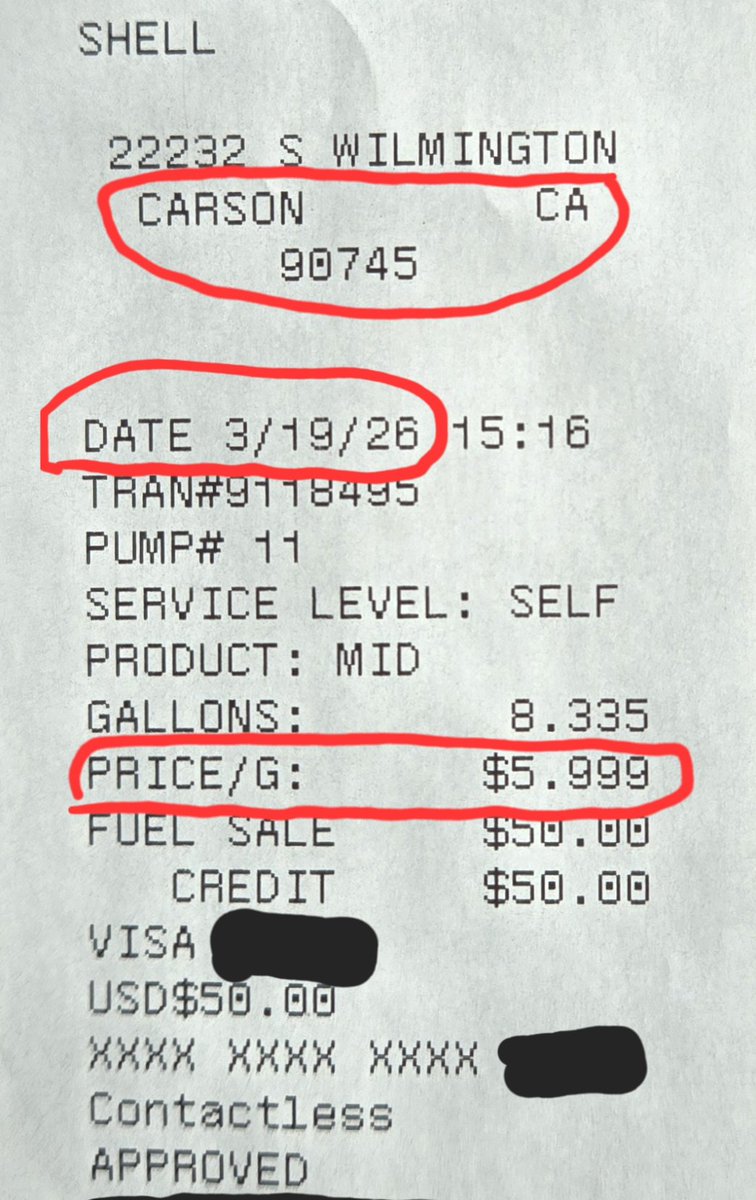 SHELL
22232 S WILMINGTON
CARSON CA
90745
DATE 3/19/26 15:16
TRAN#9118495
PUMP# 11
SERVICE LEVEL: SELF
PRODUCT: MID
GALLONS: 8.335
PRICE/G: $5.999
FUEL SALE $50.00
CREDIT $50.00
VISA
USD$50.00
XXXX XXXX XXXX
Contactless
APPROVED